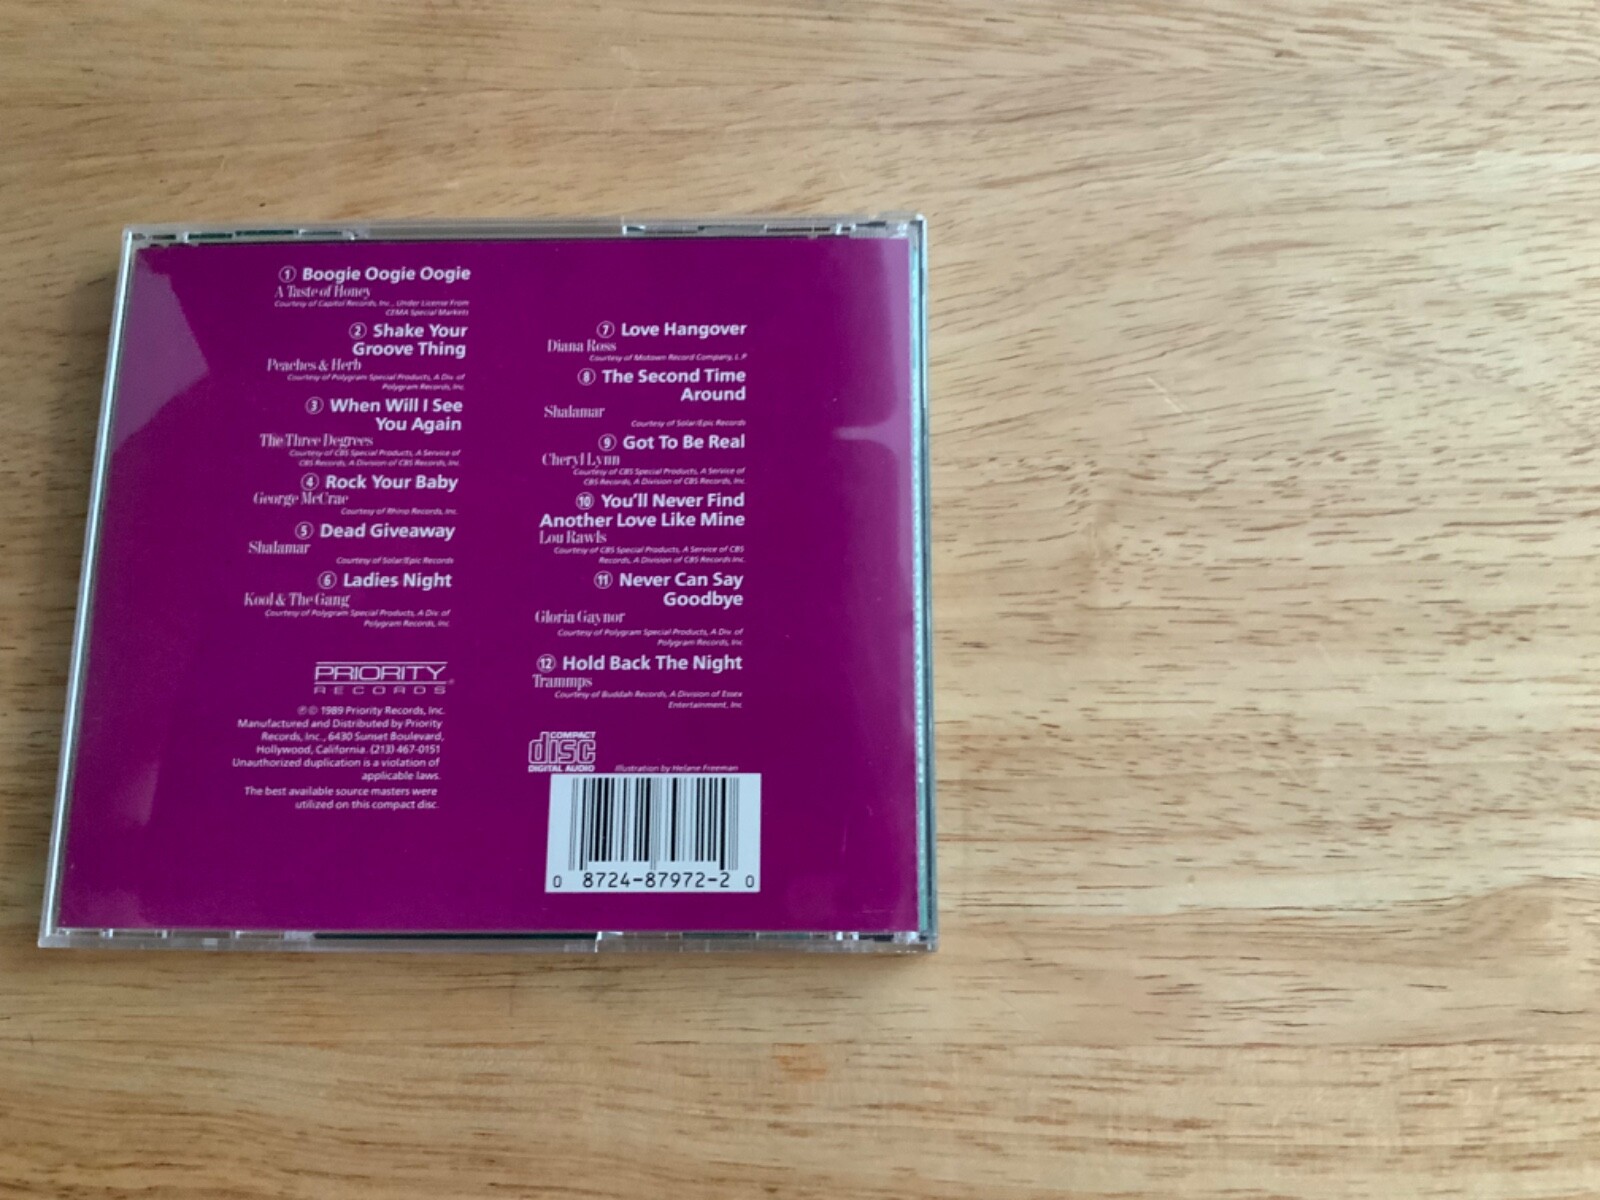 ① Boogie Oogie Oogie
A Taste of Honey
Courtesy of Capitol Records, Inc., Under License From
CEMA Special Markets
② Shake Your
Groove Thing
Peaches & Herb
Courtesy of Polygram Special Products, A Div. of
Polygram Records, Inc.
③ When Will I See
You Again
The Three Degrees
Courtesy of CBS Special Products, A Service of
CBS Records, A Division of CBS Records, Inc.
④ Rock Your Baby
George McCrae
Courtesy of Rhino Records, Inc.
⑤ Dead Giveaway
Shalamar
Courtesy of Solar/Epic Records
⑥ Ladies Night
Kool & The Gang
Courtesy of Polygram Special Products, A Div. of
Polygram Records, Inc.
PRIORITY
RECORDS®
℗© 1989 Priority Records, Inc.
Manufactured and Distributed by Priority
Records, Inc., 6430 Sunset Boulevard,
Hollywood, California. (213) 467-0151
Unauthorized duplication is a violation of
applicable laws.
The best available source masters were
utilized on this compact disc.
⑦ Love Hangover
Diana Ross
Courtesy of Motown Record Company, L.P
⑧ The Second Time
Around
Shalamar
Courtesy of Solar/Epic Records
⑨ Got To Be Real
Cheryl Lynn
Courtesy of CBS Special Products, A Service of
CBS Records, A Division of CBS Records, Inc.
⑩ You'll Never Find
Another Love Like Mine
Lou Rawls
Courtesy of CBS Special Products, A Service of CBS
Records, A Division of CBS Records Inc.
⑪ Never Can Say
Goodbye
Gloria Gaynor
Courtesy of Polygram Special Products, A Div. of
Polygram Records, Inc.
⑫ Hold Back The Night
Trammps
Courtesy of Buddah Records, A Division of Essex
Entertainment, Inc.
COMPACT
disc
DIGITAL AUDIO
Illustration by Helane Freeman
0 8724-87972-2 0